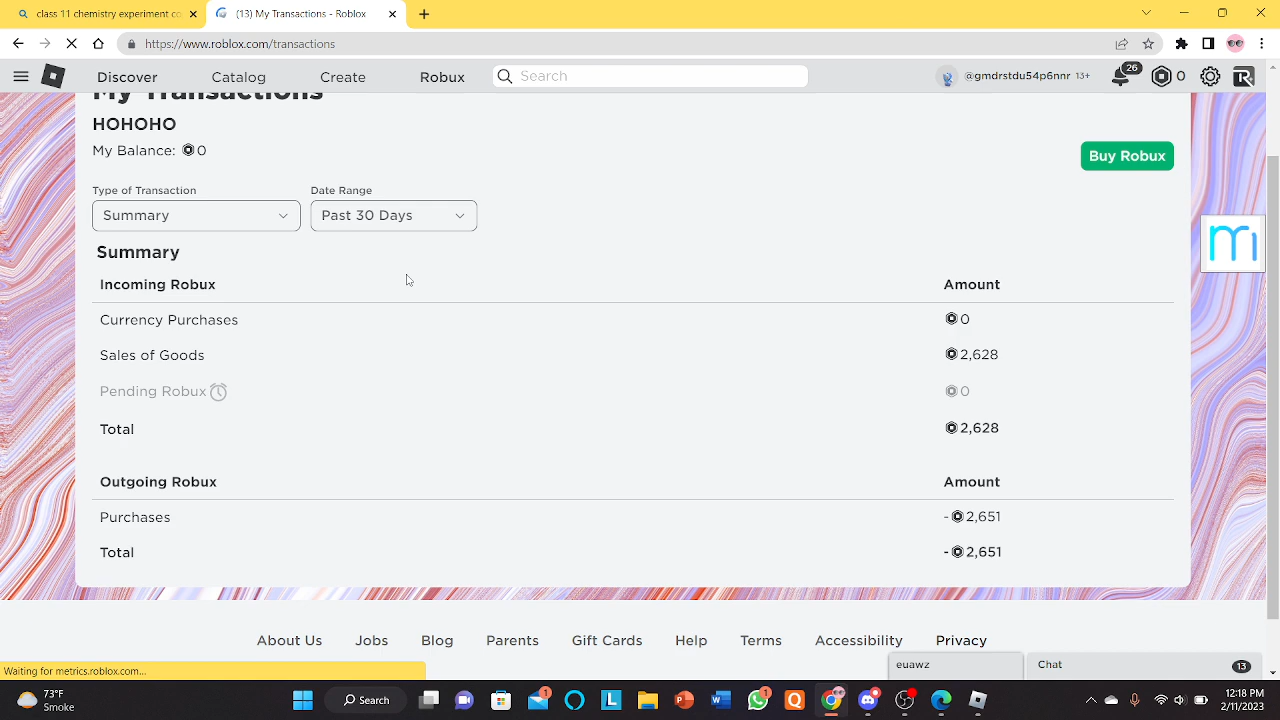 class 11 chemistry c
(13) My Transactions - Roblox
Robux
https://www.roblox.com/transactions
Discover
Catalog
Create
Robux
Search
@gmdrstdu54p6nnr 13+
26
0
My Transactions
HOHOHO
My Balance: 0
Buy Robux
Type of Transaction
Date Range
Summary
Past 30 Days
Summary
Incoming Robux Amount
Currency Purchases 0
Sales of Goods 2,628
Pending Robux 0
Total 2,628
Outgoing Robux Amount
Purchases -2,651
Total -2,651
About Us
Jobs
Blog
Parents
Gift Cards
Help
Terms
Accessibility
Privacy
Waiting for metrics.roblox.com...
euawz
Chat
13
73°F
Smoke
Search
1
1
12:18 PM
2/11/2023